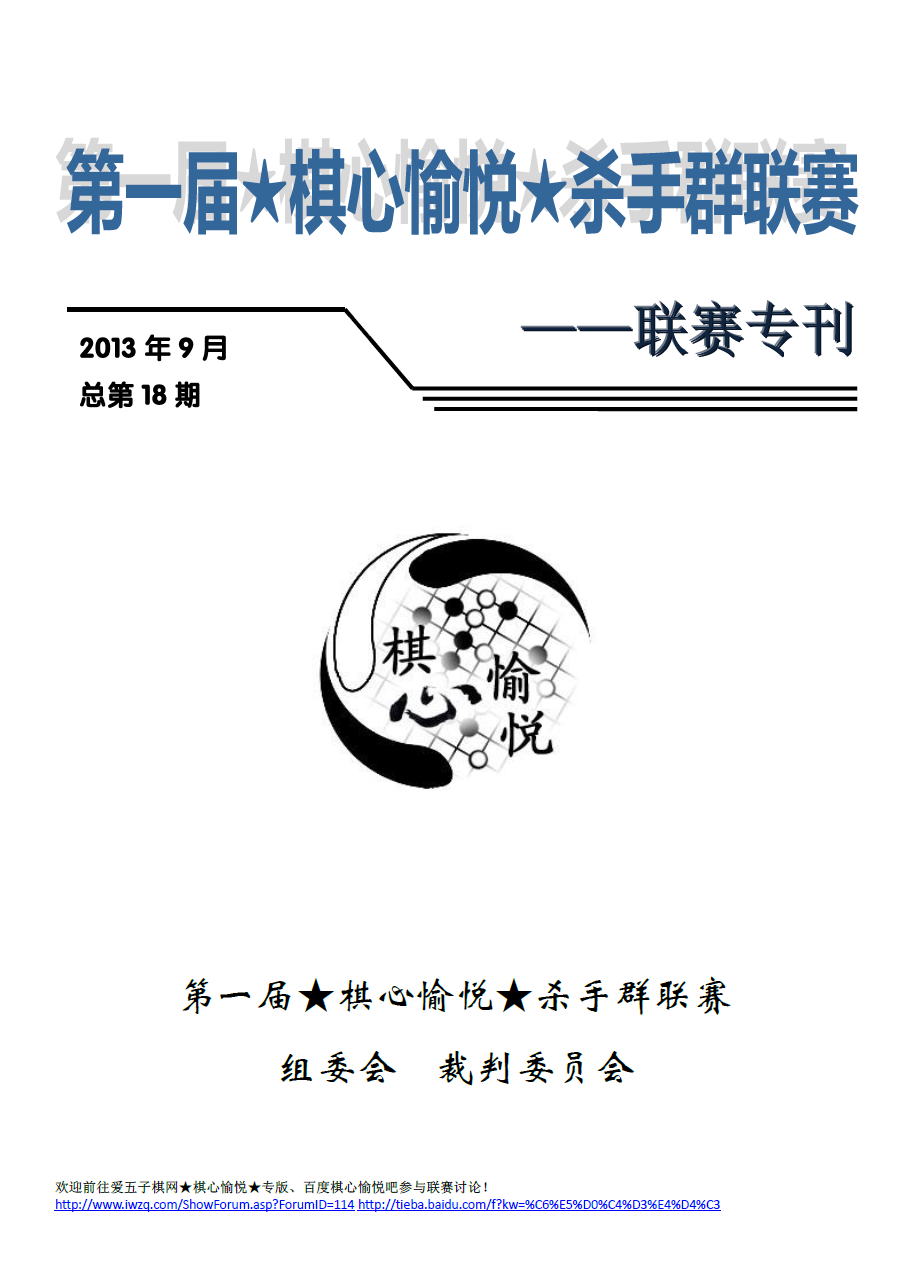 第一届★棋心愉悦★杀手群联赛
——联赛专刊
2013 年 9 月
总第 18 期
棋心
愉悦
第一届★棋心愉悦★杀手群联赛
组委会 裁判委员会
欢迎前往爱五子棋网★棋心愉悦★专版、百度棋心愉悦吧参与联赛讨论！
http://www.iwzq.com/ShowForum.asp?ForumID=114 http://tieba.baidu.com/f?kw=%C6%E5%D0%C4%D3%E4%D4%C3